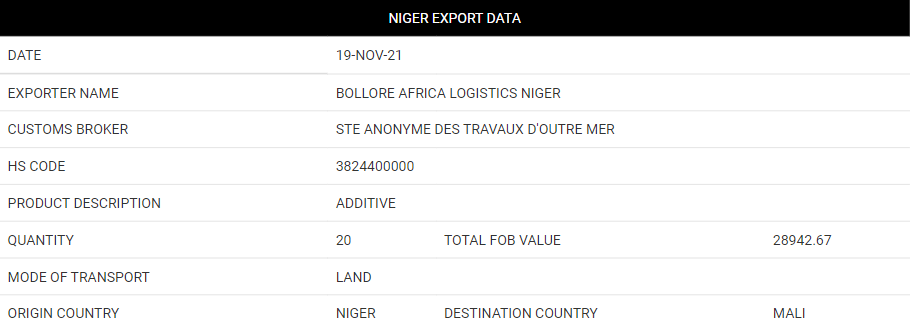 NIGER EXPORT DATA
DATE 19-NOV-21
EXPORTER NAME BOLLORE AFRICA LOGISTICS NIGER
CUSTOMS BROKER STE ANONYME DES TRAVAUX D'OUTRE MER
HS CODE 3824400000
PRODUCT DESCRIPTION ADDITIVE
QUANTITY 20 TOTAL FOB VALUE 28942.67
MODE OF TRANSPORT LAND
ORIGIN COUNTRY NIGER DESTINATION COUNTRY MALI